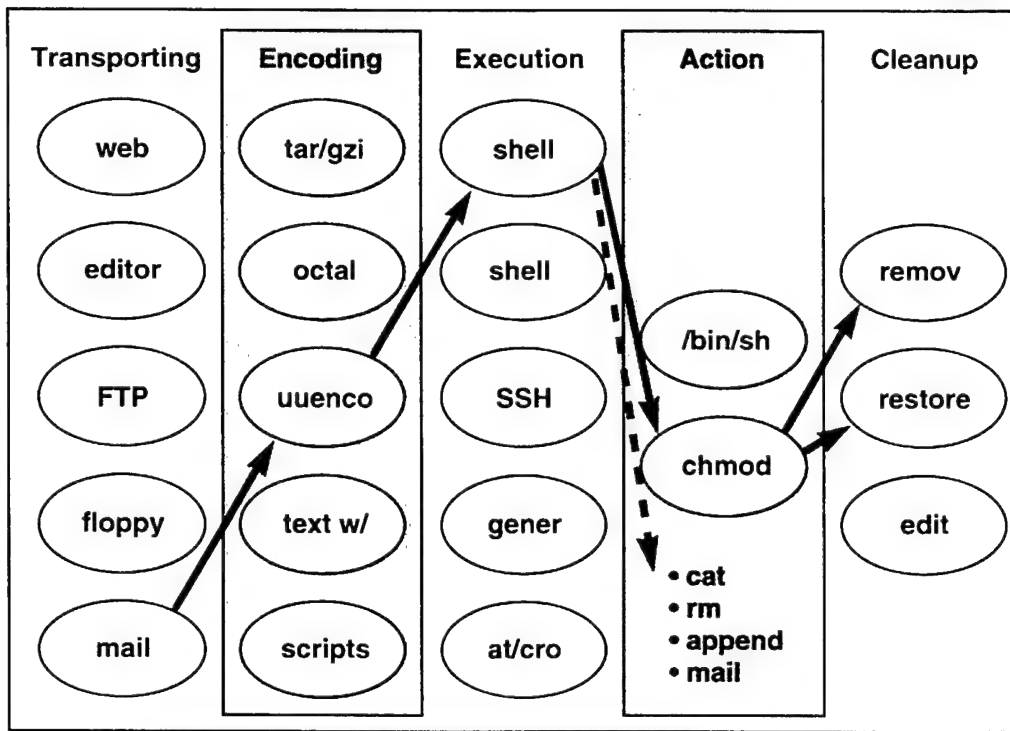 Transporting
Encoding
Execution
Action
Cleanup
web
tar/gzi
shell
editor
octal
shell
remov
/bin/sh
FTP
uuenco
SSH
restore
chmod
floppy
text w/
gener
edit
• cat
• rm
• append
• mail
mail
scripts
at/cro